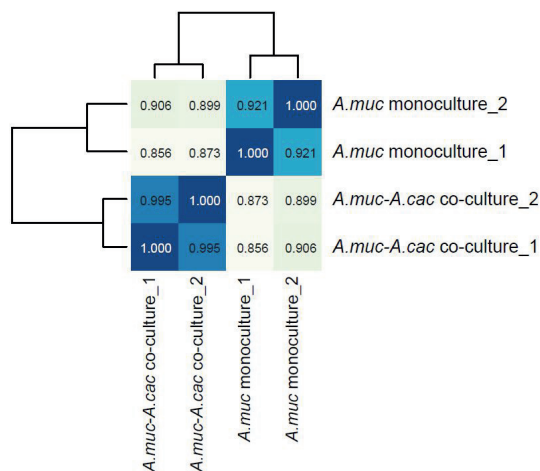 0.906 0.899 0.921 1.000 A.muc monoculture_2
0.856 0.873 1.000 0.921 A.muc monoculture_1
0.995 1.000 0.873 0.899 A.muc-A.cac co-culture_2
1.000 0.995 0.856 0.906 A.muc-A.cac co-culture_1
A.muc-A.cac co-culture_1
A.muc-A.cac co-culture_2
A.muc monoculture_1
A.muc monoculture_2